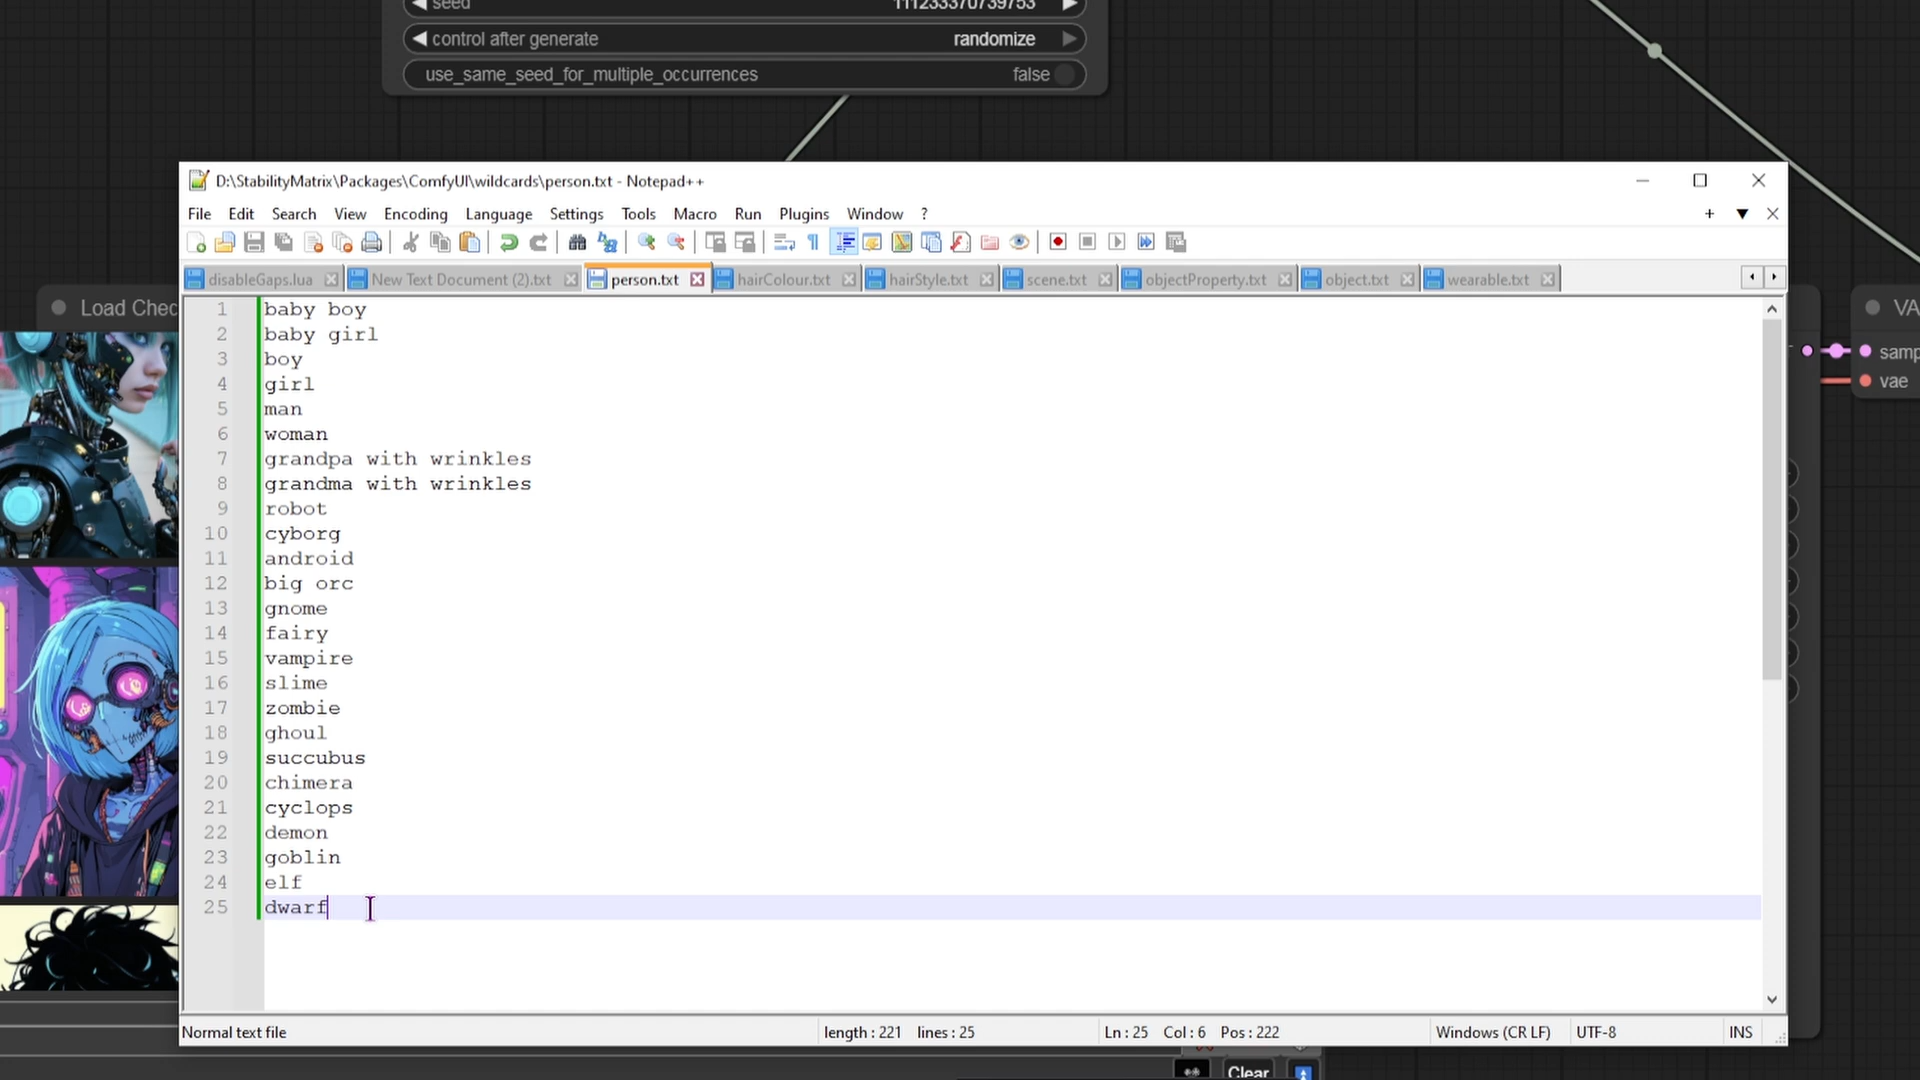 seed 111233370739753
control after generate randomize
use_same_seed_for_multiple_occurrences false
D:\StabilityMatrix\Packages\ComfyUI\wildcards\person.txt - Notepad++
File Edit Search View Encoding Language Settings Tools Macro Run Plugins Window ?
disableGaps.lua New Text Document (2).txt person.txt hairColour.txt hairStyle.txt scene.txt objectProperty.txt object.txt wearable.txt
Load Chec
VA
samp
vae
1 baby boy
2 baby girl
3 boy
4 girl
5 man
6 woman
7 grandpa with wrinkles
8 grandma with wrinkles
9 robot
10 cyborg
11 android
12 big orc
13 gnome
14 fairy
15 vampire
16 slime
17 zombie
18 ghoul
19 succubus
20 chimera
21 cyclops
22 demon
23 goblin
24 elf
25 dwarf
Normal text file length : 221 lines : 25 Ln : 25 Col : 6 Pos : 222 Windows (CR LF) UTF-8 INS
Clear